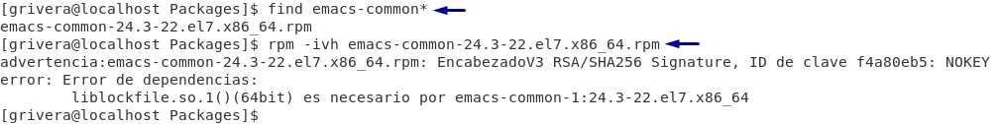 [grivera@localhost Packages]$ find emacs-common*
emacs-common-24.3-22.el7.x86_64.rpm
[grivera@localhost Packages]$ rpm -ivh emacs-common-24.3-22.el7.x86_64.rpm
advertencia:emacs-common-24.3-22.el7.x86_64.rpm: EncabezadoV3 RSA/SHA256 Signature, ID de clave f4a80eb5: NOKEY
error: Error de dependencias:
        liblockfile.so.1()(64bit) es necesario por emacs-common-1:24.3-22.el7.x86_64
[grivera@localhost Packages]$